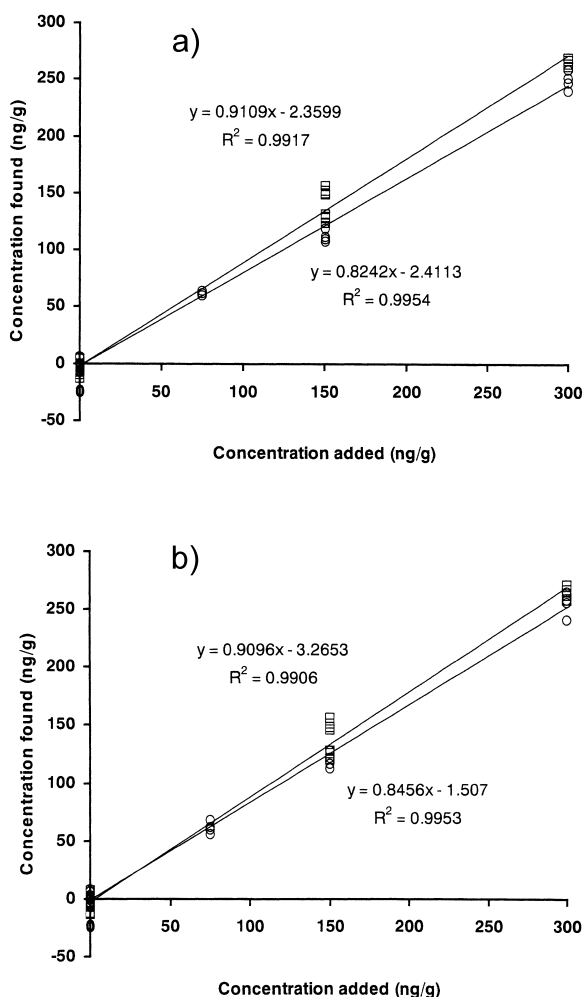 a)
300
250
200
150
100
50
0
-50
Concentration found (ng/g)
y = 0.9109x - 2.3599
R² = 0.9917
y = 0.8242x - 2.4113
R² = 0.9954
0 50 100 150 200 250 300
Concentration added (ng/g)
b)
300
250
200
150
100
50
0
-50
Concentration found (ng/g)
y = 0.9096x - 3.2653
R² = 0.9906
y = 0.8456x - 1.507
R² = 0.9953
0 50 100 150 200 250 300
Concentration added (ng/g)